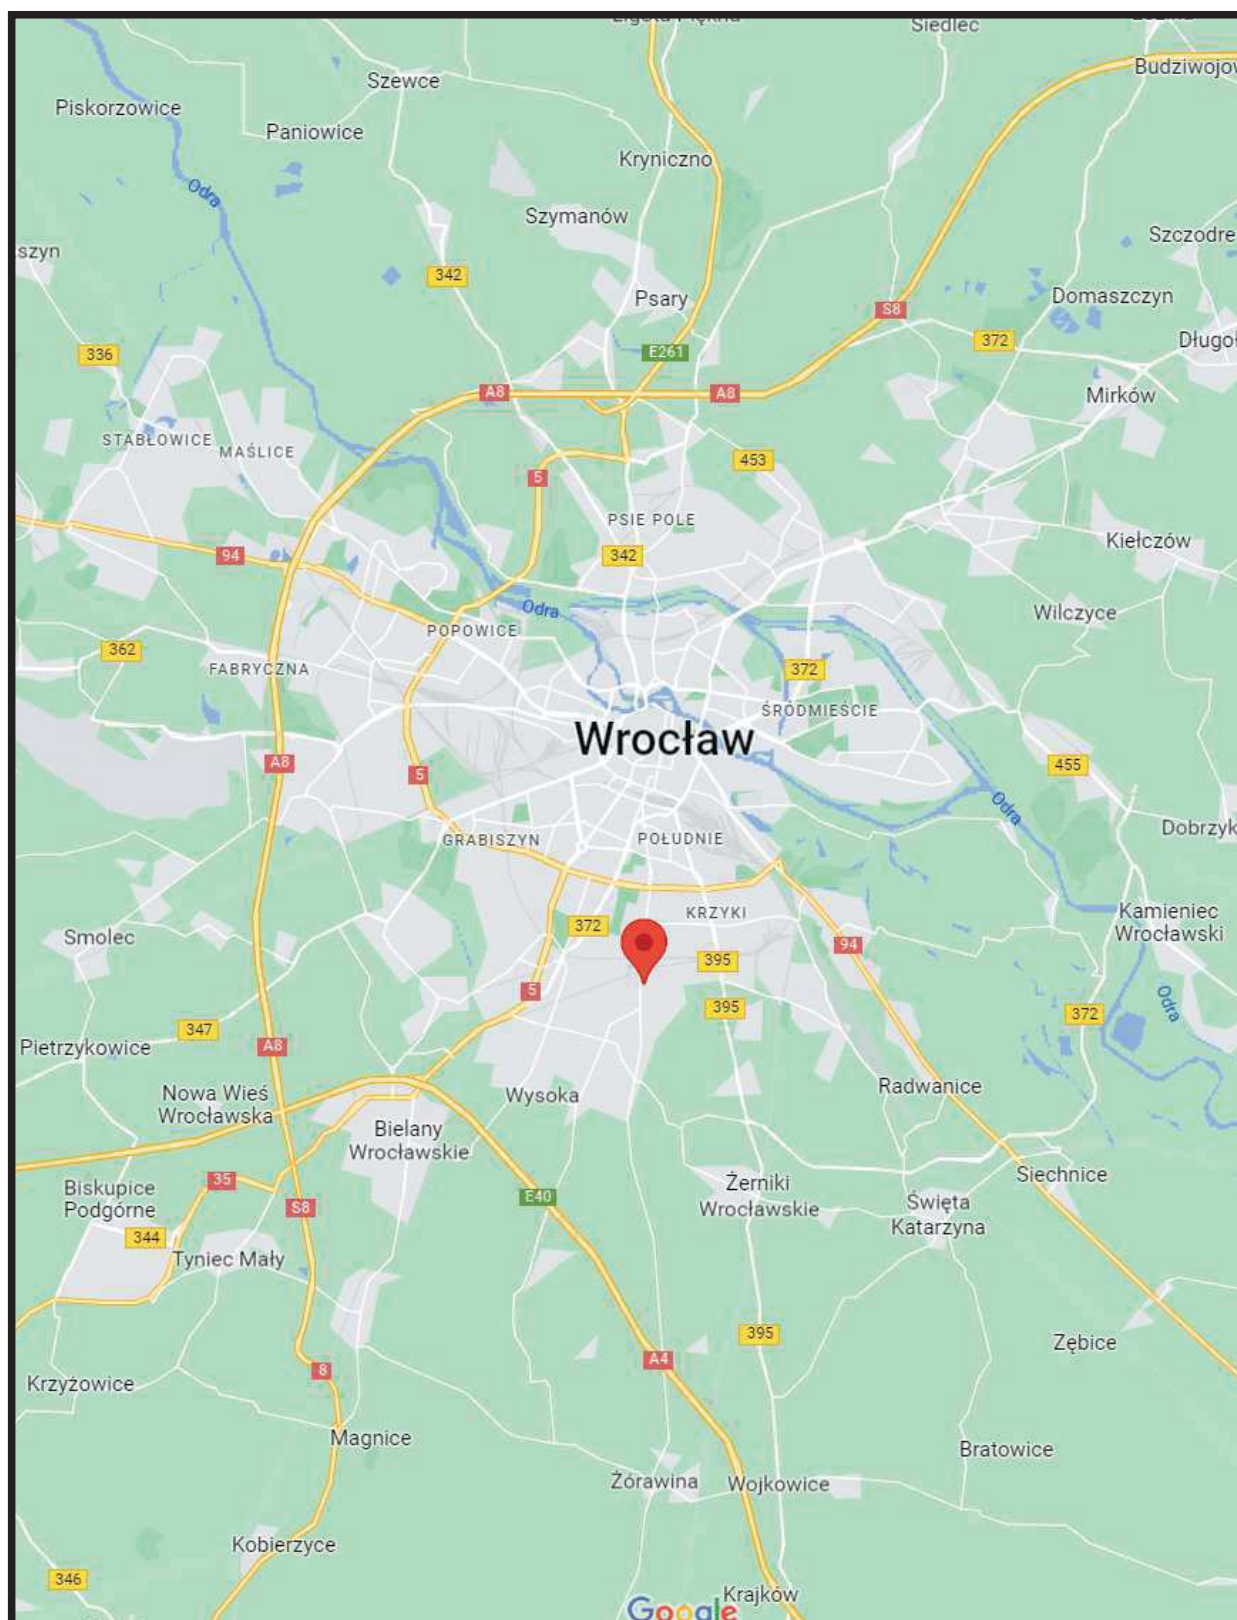 Siedlec
Budziwojow
Szewce
Piskorzowice
Paniowice
Kryniczno
Odra
Szymanów
Szczodre
szyn
342
Psary
Domaszczyn
S8
336
E261
372
Długoł
A8
A8
Mirków
STABŁOWICE
MAŚLICE
453
5
PSIE POLE
94
342
Kiełczów
Odra
Wilczyce
POPOWICE
362
FABRYCZNA
372
ŚRÓDMIEŚCIE
Wrocław
A8
5
455
Odra
GRABISZYN
POŁUDNIE
Dobrzyk
KRZYKI
Kamieniec
Wrocławski
372
Smolec
94
395
5
Odra
395
372
347
Pietrzykowice
A8
Radwanice
Nowa Wieś
Wrocławska
Wysoka
Bielany
Wrocławskie
35
Siechnice
Biskupice
Podgórne
Żerniki
Wrocławskie
E40
Święta
Katarzyna
S8
344
Tyniec Mały
395
Zębice
A4
8
Krzyżowice
Magnice
Bratowice
Żórawina
Wojkowice
Kobierzyce
346
Krajków
Google